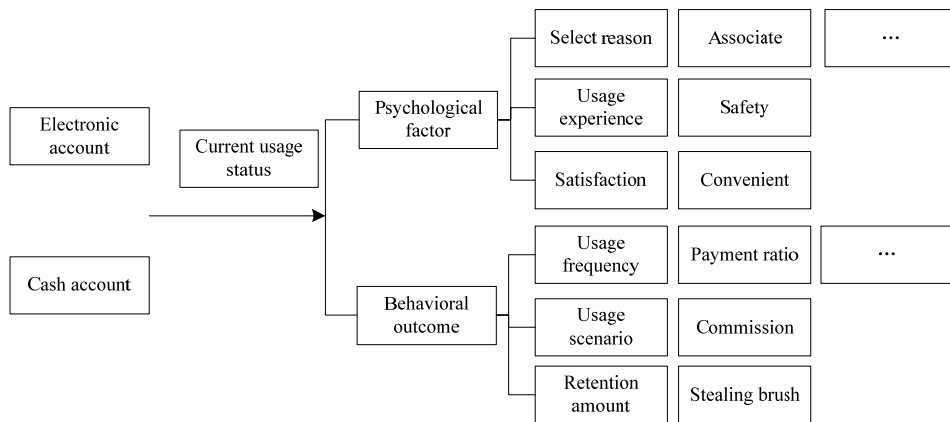 Electronic
account
Cash account
Current usage
status
Psychological
factor
Behavioral
outcome
Select reason
Associate
...
Usage
experience
Safety
Satisfaction
Convenient
Usage
frequency
Payment ratio
...
Usage
scenario
Commission
Retention
amount
Stealing brush